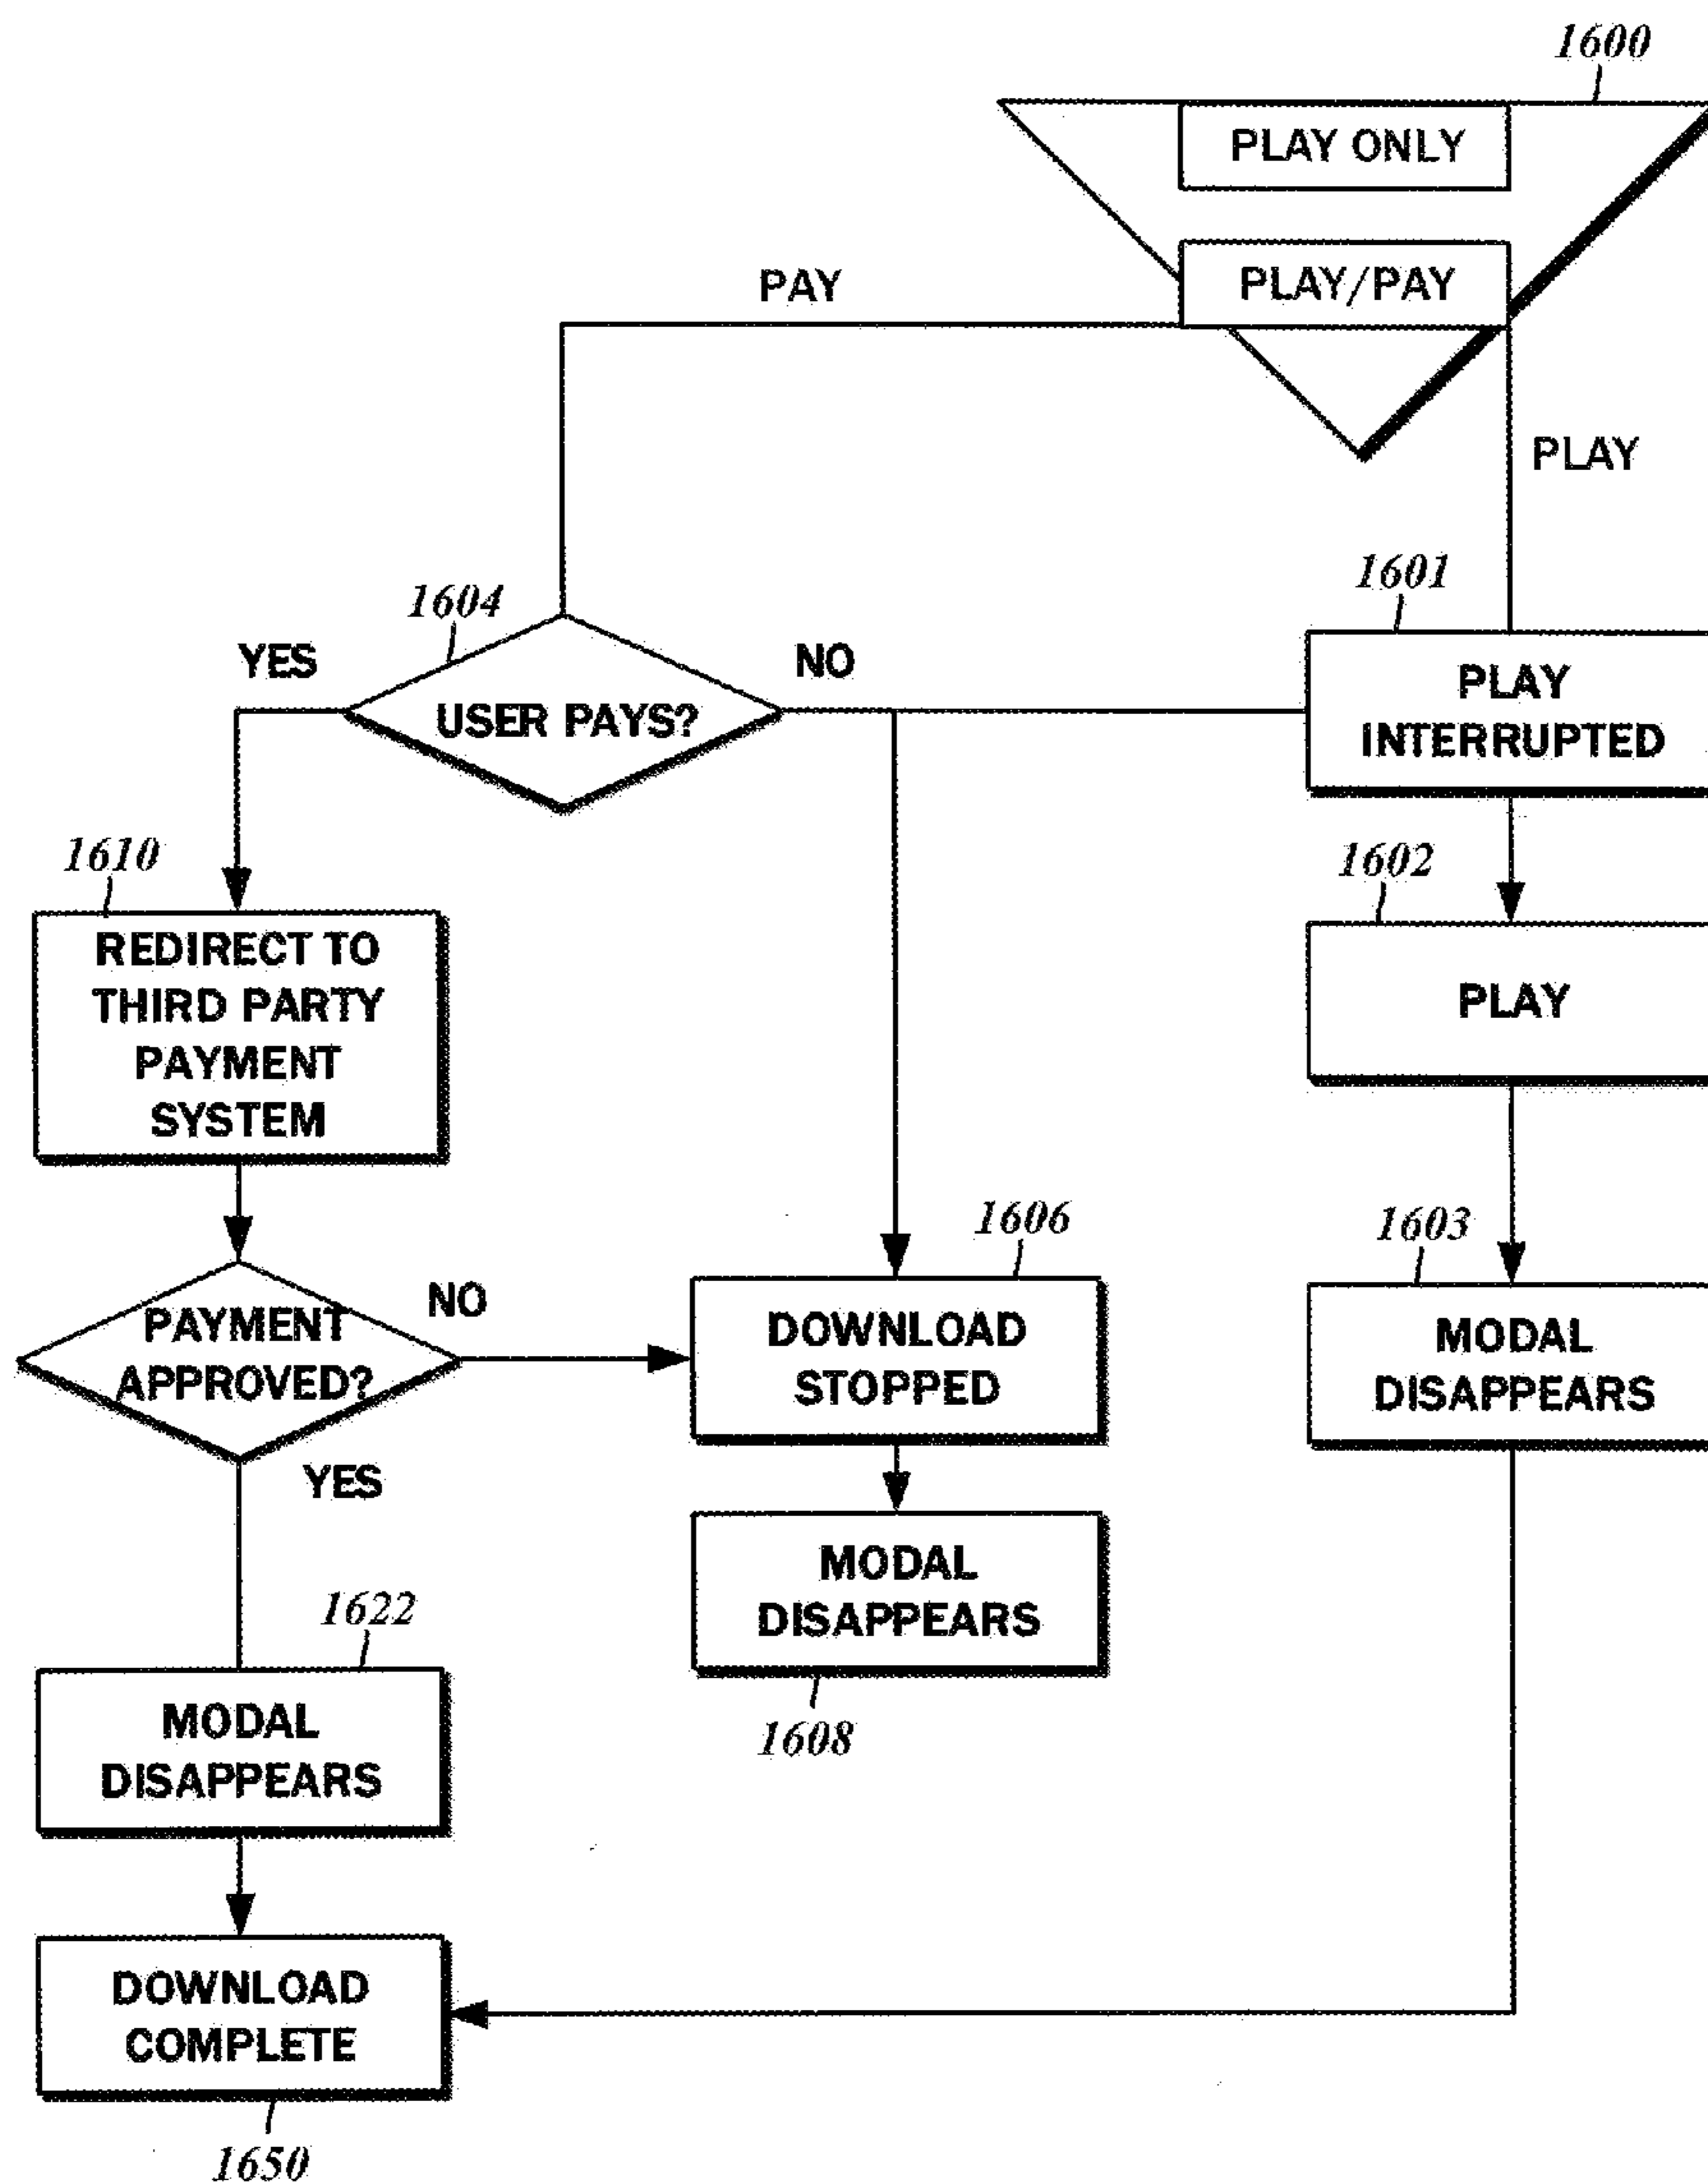 1600
PLAY ONLY
PLAY/PAY
PAY
PLAY
1601
1604
YES
NO
USER PAYS?
PLAY
INTERRUPTED
1610
1602
REDIRECT TO
THIRD PARTY
PAYMENT
SYSTEM
PLAY
1606
1603
PAYMENT
APPROVED?
NO
DOWNLOAD
STOPPED
MODAL
DISAPPEARS
YES
MODAL
DISAPPEARS
1608
1622
MODAL
DISAPPEARS
DOWNLOAD
COMPLETE
1650